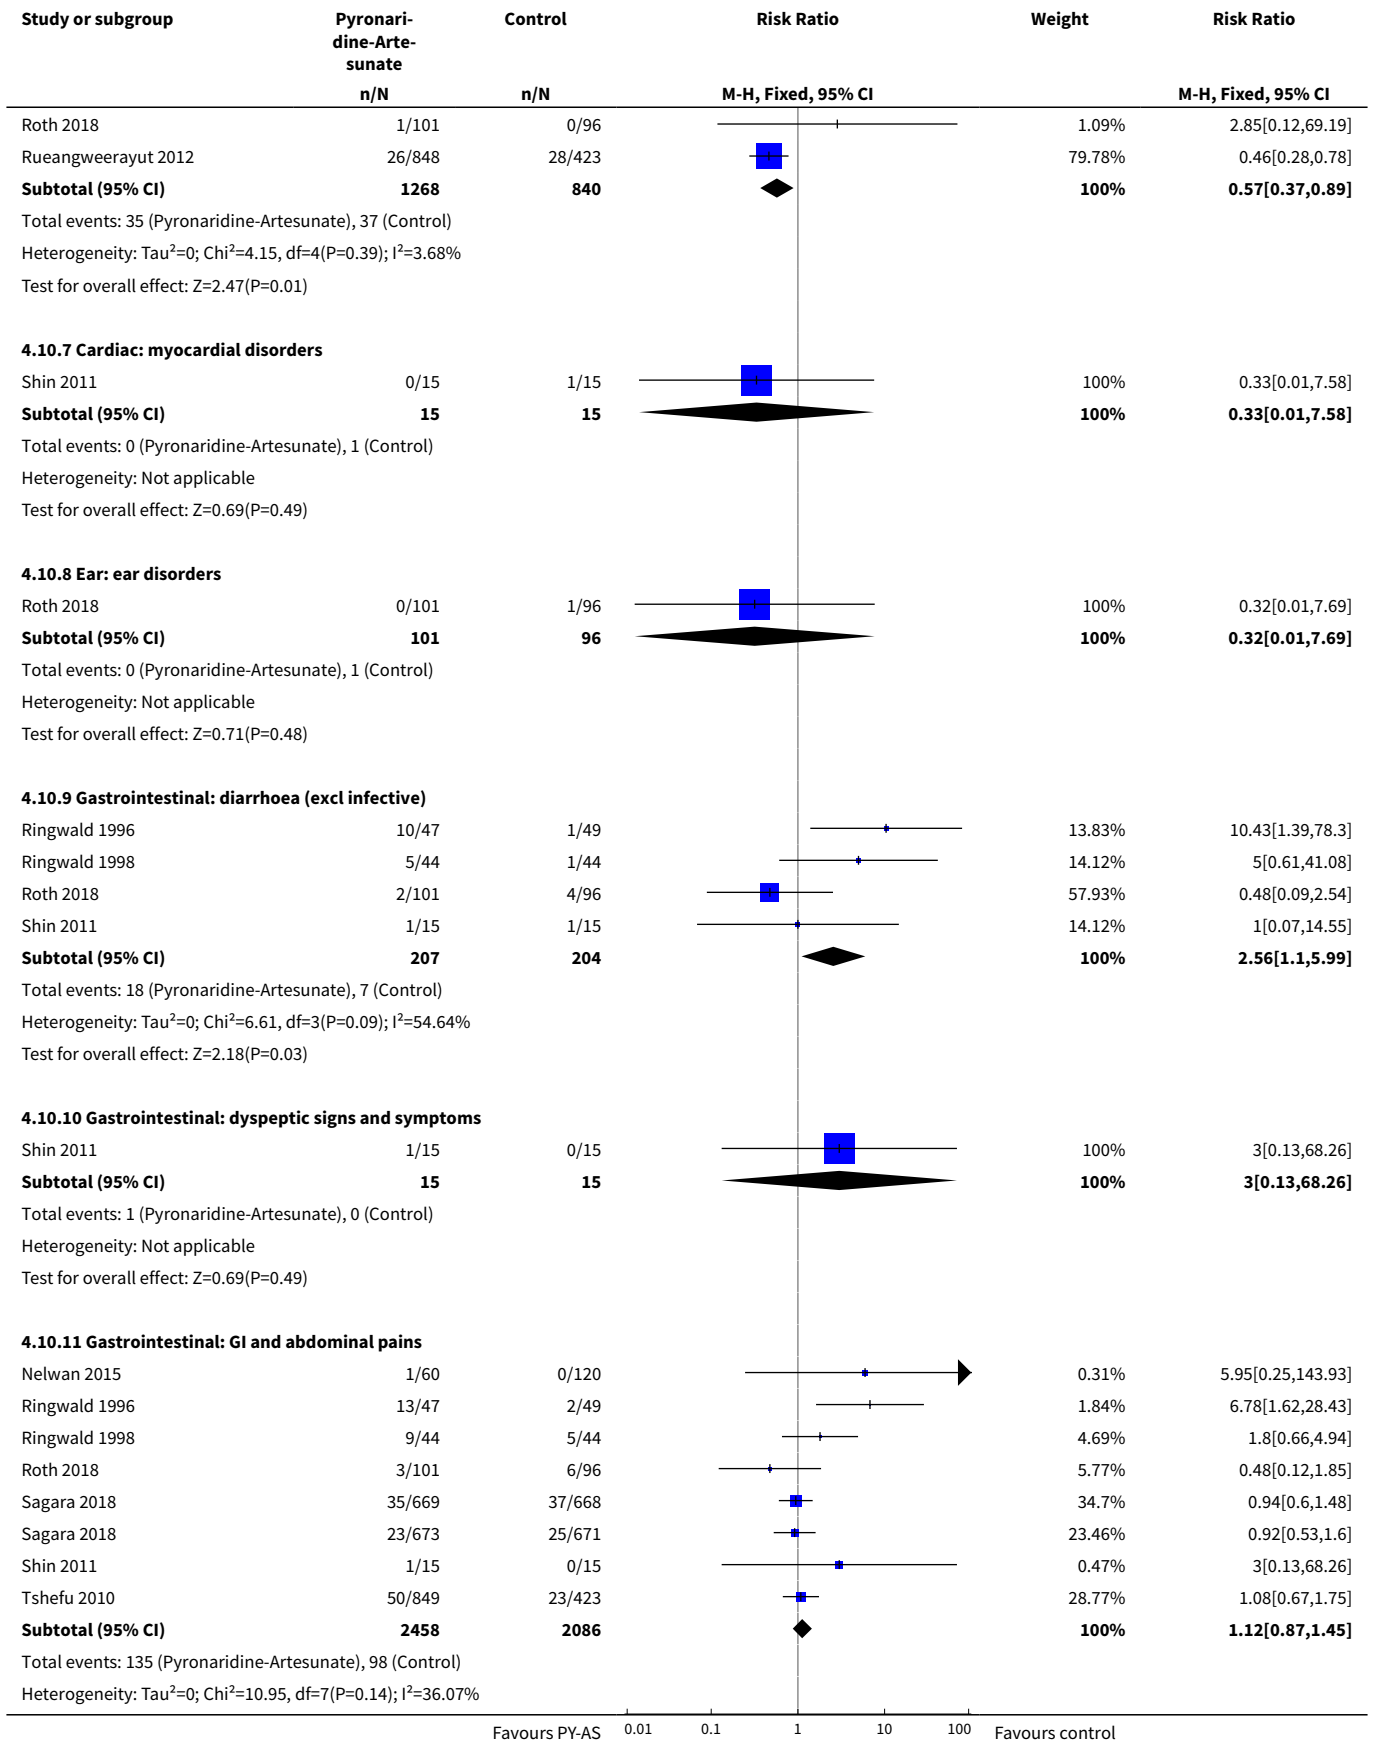 Study or subgroup Pyronari- Control Risk Ratio Weight Risk Ratio
dine-Arte-
sunate
n/N n/N M-H, Fixed, 95% CI M-H, Fixed, 95% CI
Roth 2018 1/101 0/96 1.09% 2.85[0.12,69.19]
Rueangweerayut 2012 26/848 28/423 79.78% 0.46[0.28,0.78]
Subtotal (95% CI) 1268 840 100% 0.57[0.37,0.89]
Total events: 35 (Pyronaridine-Artesunate), 37 (Control)
Heterogeneity: Tau²=0; Chi²=4.15, df=4(P=0.39); I²=3.68%
Test for overall effect: Z=2.47(P=0.01)
4.10.7 Cardiac: myocardial disorders
Shin 2011 0/15 1/15 100% 0.33[0.01,7.58]
Subtotal (95% CI) 15 15 100% 0.33[0.01,7.58]
Total events: 0 (Pyronaridine-Artesunate), 1 (Control)
Heterogeneity: Not applicable
Test for overall effect: Z=0.69(P=0.49)
4.10.8 Ear: ear disorders
Roth 2018 0/101 1/96 100% 0.32[0.01,7.69]
Subtotal (95% CI) 101 96 100% 0.32[0.01,7.69]
Total events: 0 (Pyronaridine-Artesunate), 1 (Control)
Heterogeneity: Not applicable
Test for overall effect: Z=0.71(P=0.48)
4.10.9 Gastrointestinal: diarrhoea (excl infective)
Ringwald 1996 10/47 1/49 13.83% 10.43[1.39,78.3]
Ringwald 1998 5/44 1/44 14.12% 5[0.61,41.08]
Roth 2018 2/101 4/96 57.93% 0.48[0.09,2.54]
Shin 2011 1/15 1/15 14.12% 1[0.07,14.55]
Subtotal (95% CI) 207 204 100% 2.56[1.1,5.99]
Total events: 18 (Pyronaridine-Artesunate), 7 (Control)
Heterogeneity: Tau²=0; Chi²=6.61, df=3(P=0.09); I²=54.64%
Test for overall effect: Z=2.18(P=0.03)
4.10.10 Gastrointestinal: dyspeptic signs and symptoms
Shin 2011 1/15 0/15 100% 3[0.13,68.26]
Subtotal (95% CI) 15 15 100% 3[0.13,68.26]
Total events: 1 (Pyronaridine-Artesunate), 0 (Control)
Heterogeneity: Not applicable
Test for overall effect: Z=0.69(P=0.49)
4.10.11 Gastrointestinal: GI and abdominal pains
Nelwan 2015 1/60 0/120 0.31% 5.95[0.25,143.93]
Ringwald 1996 13/47 2/49 1.84% 6.78[1.62,28.43]
Ringwald 1998 9/44 5/44 4.69% 1.8[0.66,4.94]
Roth 2018 3/101 6/96 5.77% 0.48[0.12,1.85]
Sagara 2018 35/669 37/668 34.7% 0.94[0.6,1.48]
Sagara 2018 23/673 25/671 23.46% 0.92[0.53,1.6]
Shin 2011 1/15 0/15 0.47% 3[0.13,68.26]
Tshefu 2010 50/849 23/423 28.77% 1.08[0.67,1.75]
Subtotal (95% CI) 2458 2086 100% 1.12[0.87,1.45]
Total events: 135 (Pyronaridine-Artesunate), 98 (Control)
Heterogeneity: Tau²=0; Chi²=10.95, df=7(P=0.14); I²=36.07%
Favours PY-AS 0.01 0.1 1 10 100 Favours control